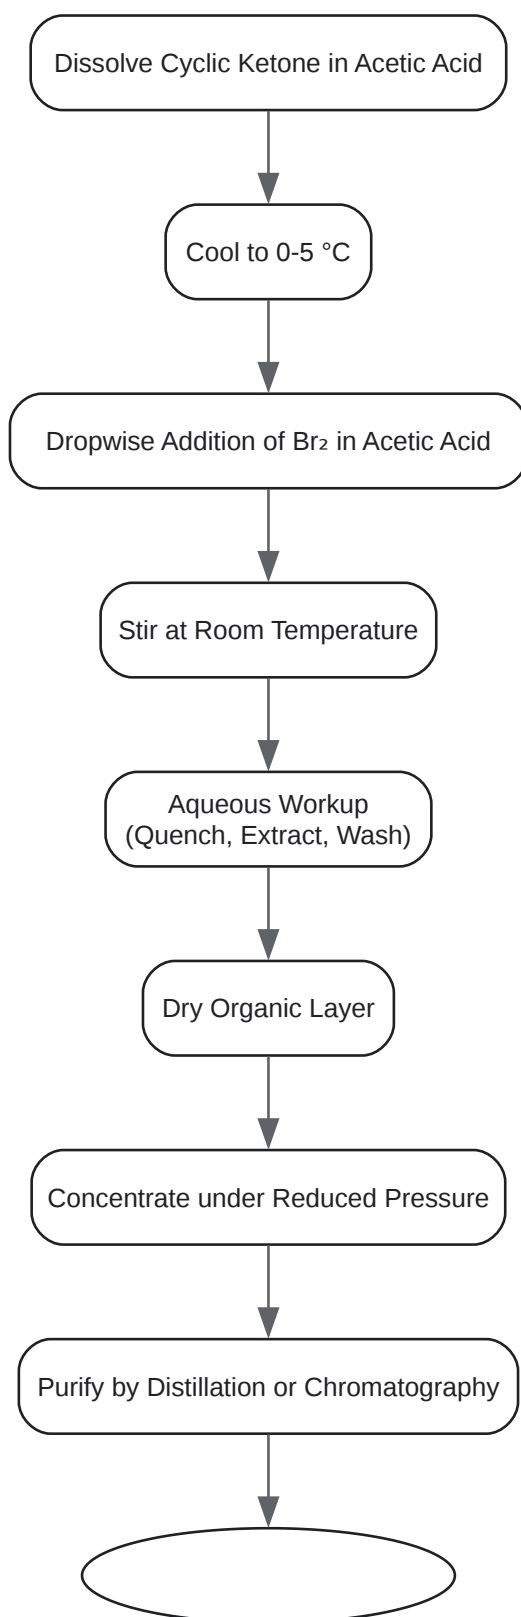 Dissolve Cyclic Ketone in Acetic Acid
Cool to 0-5 °C
Dropwise Addition of Br₂ in Acetic Acid
Stir at Room Temperature
Aqueous Workup
(Quench, Extract, Wash)
Dry Organic Layer
Concentrate under Reduced Pressure
Purify by Distillation or Chromatography